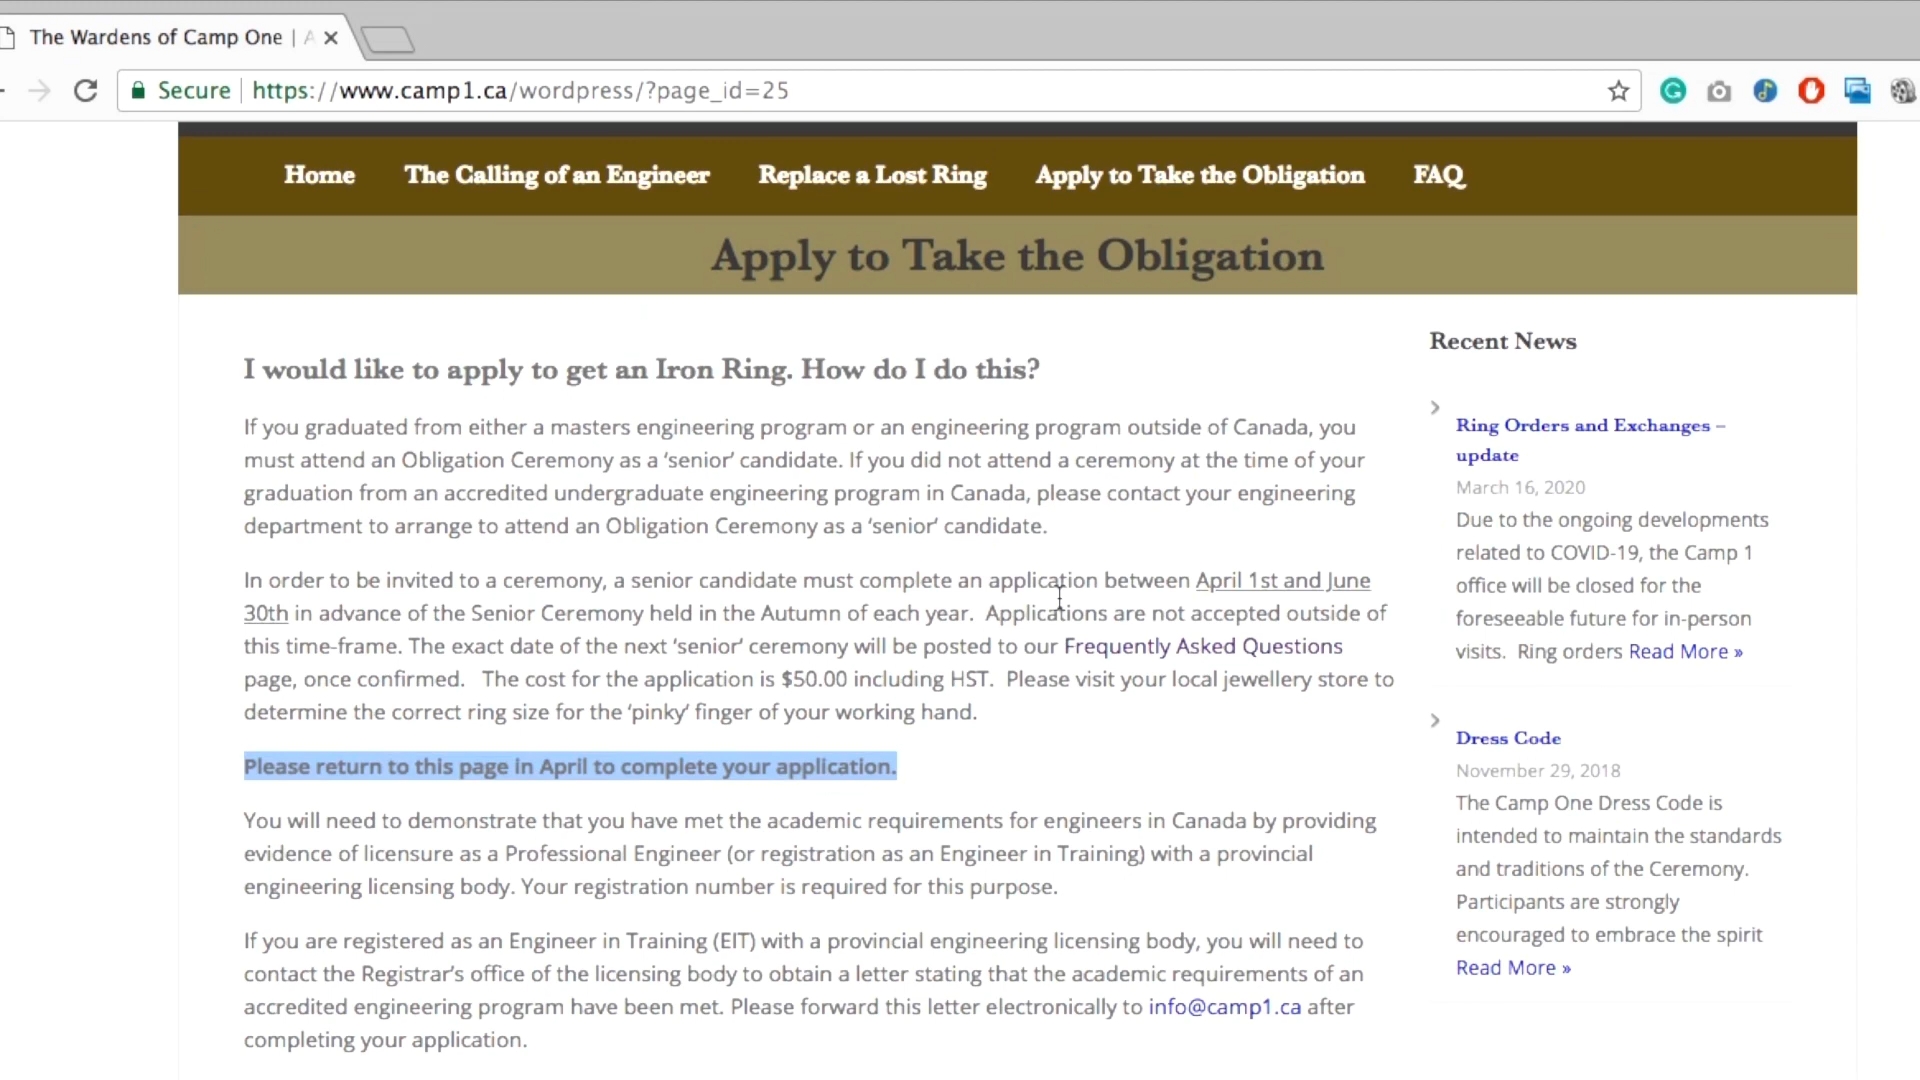 The Wardens of Camp One | A
Secure | https://www.camp1.ca/wordpress/?page_id=25
Home The Calling of an Engineer Replace a Lost Ring Apply to Take the Obligation FAQ
Apply to Take the Obligation
I would like to apply to get an Iron Ring. How do I do this?
If you graduated from either a masters engineering program or an engineering program outside of Canada, you
must attend an Obligation Ceremony as a ‘senior’ candidate. If you did not attend a ceremony at the time of your
graduation from an accredited undergraduate engineering program in Canada, please contact your engineering
department to arrange to attend an Obligation Ceremony as a ‘senior’ candidate.
In order to be invited to a ceremony, a senior candidate must complete an application between April 1st and June
30th in advance of the Senior Ceremony held in the Autumn of each year. Applications are not accepted outside of
this time-frame. The exact date of the next ‘senior’ ceremony will be posted to our Frequently Asked Questions
page, once confirmed. The cost for the application is $50.00 including HST. Please visit your local jewellery store to
determine the correct ring size for the ‘pinky’ finger of your working hand.
Please return to this page in April to complete your application.
You will need to demonstrate that you have met the academic requirements for engineers in Canada by providing
evidence of licensure as a Professional Engineer (or registration as an Engineer in Training) with a provincial
engineering licensing body. Your registration number is required for this purpose.
If you are registered as an Engineer in Training (EIT) with a provincial engineering licensing body, you will need to
contact the Registrar’s office of the licensing body to obtain a letter stating that the academic requirements of an
accredited engineering program have been met. Please forward this letter electronically to info@camp1.ca after
completing your application.
Recent News
Ring Orders and Exchanges –
update
March 16, 2020
Due to the ongoing developments
related to COVID-19, the Camp 1
office will be closed for the
foreseeable future for in-person
visits. Ring orders Read More »
Dress Code
November 29, 2018
The Camp One Dress Code is
intended to maintain the standards
and traditions of the Ceremony.
Participants are strongly
encouraged to embrace the spirit
Read More »